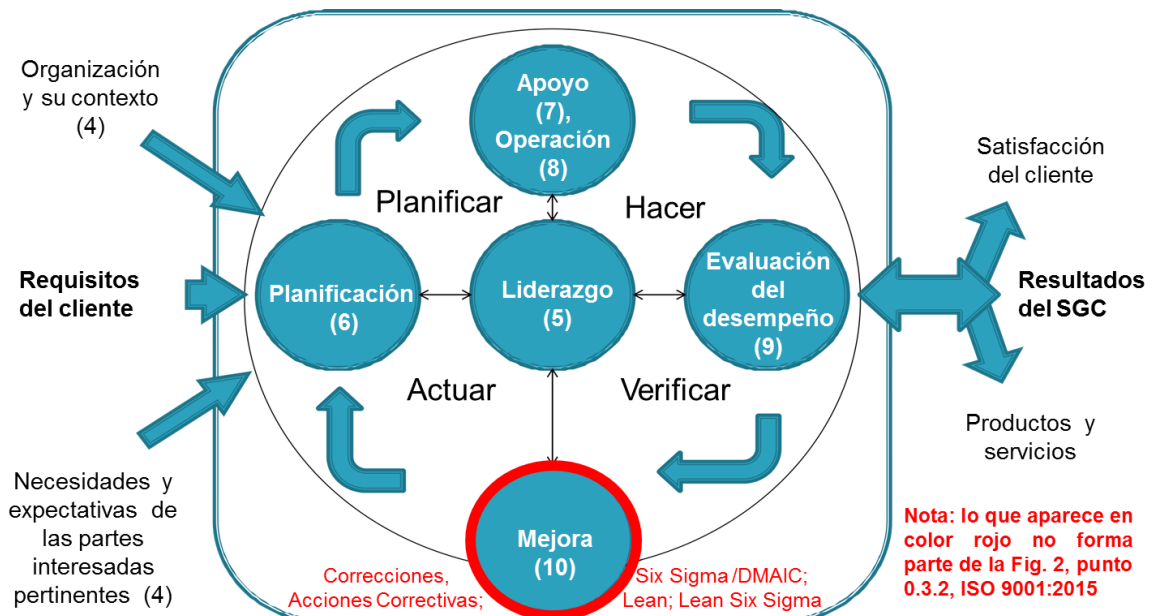 Organización
y su contexto
(4)
Apoyo
(7),
Operación
(8)
Planificar
Hacer
Satisfacción
del cliente
Requisitos
del cliente
Planificación
(6)
Liderazgo
(5)
Evaluación
del
desempeño
(9)
Resultados
del SGC
Actuar
Verificar
Productos y
servicios
Necesidades y
expectativas de
las partes
interesadas
pertinentes (4)
Mejora
(10)
Correcciones,
Acciones Correctivas;
Six Sigma /DMAIC;
Lean; Lean Six Sigma
Nota: lo que aparece en
color rojo no forma
parte de la Fig. 2, punto
0.3.2, ISO 9001:2015